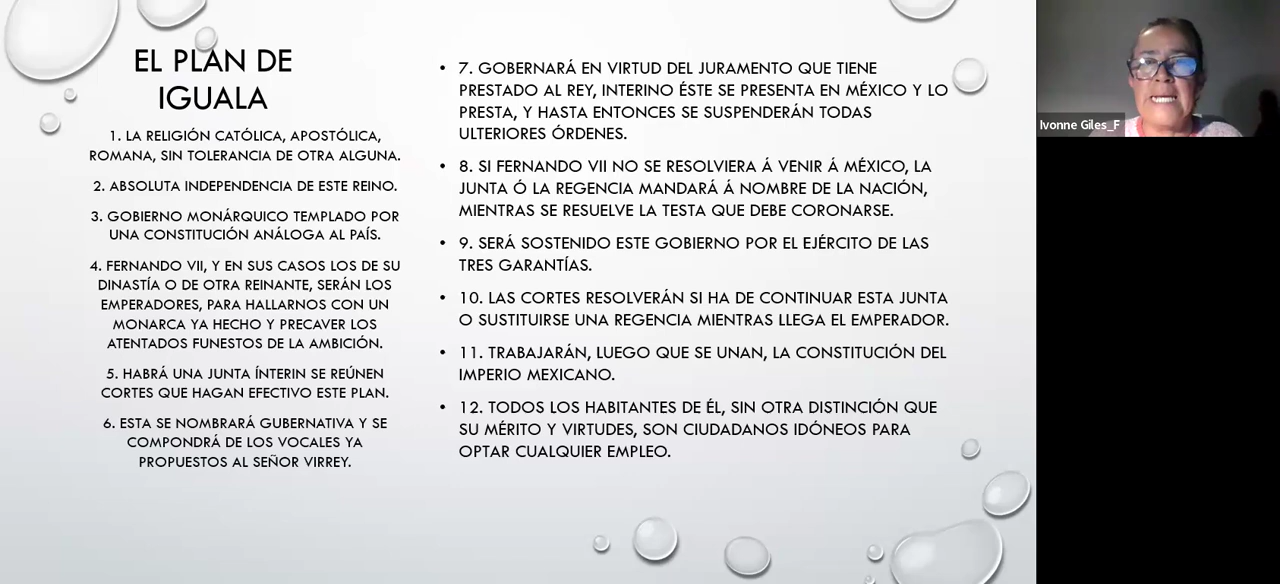 EL PLAN DE
IGUALA
1. LA RELIGIÓN CATÓLICA, APOSTÓLICA,
ROMANA, SIN TOLERANCIA DE OTRA ALGUNA.
2. ABSOLUTA INDEPENDENCIA DE ESTE REINO.
3. GOBIERNO MONÁRQUICO TEMPLADO POR
UNA CONSTITUCIÓN ANÁLOGA AL PAÍS.
4. FERNANDO VII, Y EN SUS CASOS LOS DE SU
DINASTÍA O DE OTRA REINANTE, SERÁN LOS
EMPERADORES, PARA HALLARNOS CON UN
MONARCA YA HECHO Y PRECAVER LOS
ATENTADOS FUNESTOS DE LA AMBICIÓN.
5. HABRÁ UNA JUNTA ÍNTERIN SE REÚNEN
CORTES QUE HAGAN EFECTIVO ESTE PLAN.
6. ESTA SE NOMBRARÁ GUBERNATIVA Y SE
COMPONDRÁ DE LOS VOCALES YA
PROPUESTOS AL SEÑOR VIRREY.
• 7. GOBERNARÁ EN VIRTUD DEL JURAMENTO QUE TIENE
PRESTADO AL REY, INTERINO ÉSTE SE PRESENTA EN MÉXICO Y LO
PRESTA, Y HASTA ENTONCES SE SUSPENDERÁN TODAS
ULTERIORES ÓRDENES.
• 8. SI FERNANDO VII NO SE RESOLVIERA Á VENIR Á MÉXICO, LA
JUNTA Ó LA REGENCIA MANDARÁ Á NOMBRE DE LA NACIÓN,
MIENTRAS SE RESUELVE LA TESTA QUE DEBE CORONARSE.
• 9. SERÁ SOSTENIDO ESTE GOBIERNO POR EL EJÉRCITO DE LAS
TRES GARANTÍAS.
• 10. LAS CORTES RESOLVERÁN SI HA DE CONTINUAR ESTA JUNTA
O SUSTITUIRSE UNA REGENCIA MIENTRAS LLEGA EL EMPERADOR.
• 11. TRABAJARÁN, LUEGO QUE SE UNAN, LA CONSTITUCIÓN DEL
IMPERIO MEXICANO.
• 12. TODOS LOS HABITANTES DE ÉL, SIN OTRA DISTINCIÓN QUE
SU MÉRITO Y VIRTUDES, SON CIUDADANOS IDÓNEOS PARA
OPTAR CUALQUIER EMPLEO.
Ivonne Giles_F